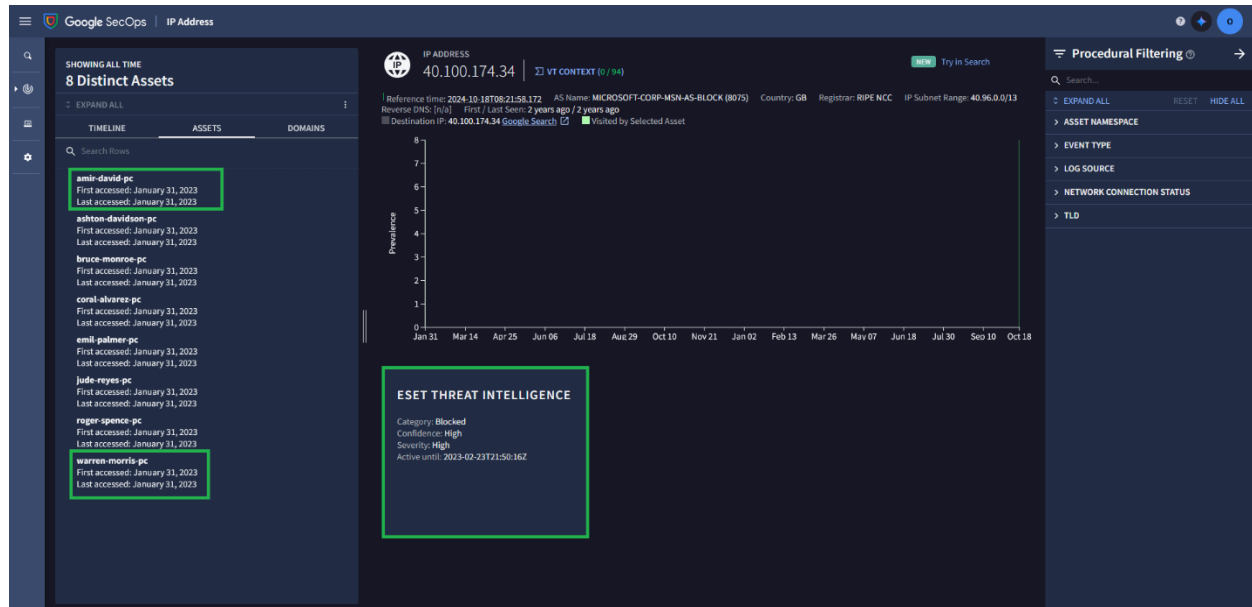 Google SecOps | IP Address
SHOWING ALL TIME
8 Distinct Assets
EXPAND ALL
TIMELINE ASSETS DOMAINS
Search Rows
amir-david-pc
First accessed: January 31, 2023
Last accessed: January 31, 2023
ashton-davidson-pc
First accessed: January 31, 2023
Last accessed: January 31, 2023
bruce-monroe-pc
First accessed: January 31, 2023
Last accessed: January 31, 2023
coral-alvarez-pc
First accessed: January 31, 2023
Last accessed: January 31, 2023
emil-palmer-pc
First accessed: January 31, 2023
Last accessed: January 31, 2023
jude-reyes-pc
First accessed: January 31, 2023
Last accessed: January 31, 2023
roger-spence-pc
First accessed: January 31, 2023
Last accessed: January 31, 2023
warren-morris-pc
First accessed: January 31, 2023
Last accessed: January 31, 2023
IP
IP ADDRESS
40.100.174.34 | VT CONTEXT (0 / 94)
NEW Try in Search
Reference time: 2024-10-18T08:21:58.172 AS Name: MICROSOFT-CORP-MSN-AS-BLOCK (8075) Country: GB Registrar: RIPE NCC IP Subnet Range: 40.96.0.0/13
Reverse DNS: [n/a] First / Last Seen: 2 years ago / 2 years ago
Destination IP: 40.100.174.34 Google Search Visited by Selected Asset
Prevalence
8
7
6
5
4
3
2
1
0
Jan 31 Mar 14 Apr 25 Jun 06 Jul 18 Aug 29 Oct 10 Nov 21 Jan 02 Feb 13 Mar 26 May 07 Jun 18 Jul 30 Sep 10 Oct 18
ESET THREAT INTELLIGENCE
Category: Blocked
Confidence: High
Severity: High
Active until: 2023-02-23T21:50:16Z
Procedural Filtering
Search...
EXPAND ALL RESET HIDE ALL
ASSET NAMESPACE
EVENT TYPE
LOG SOURCE
NETWORK CONNECTION STATUS
TLD